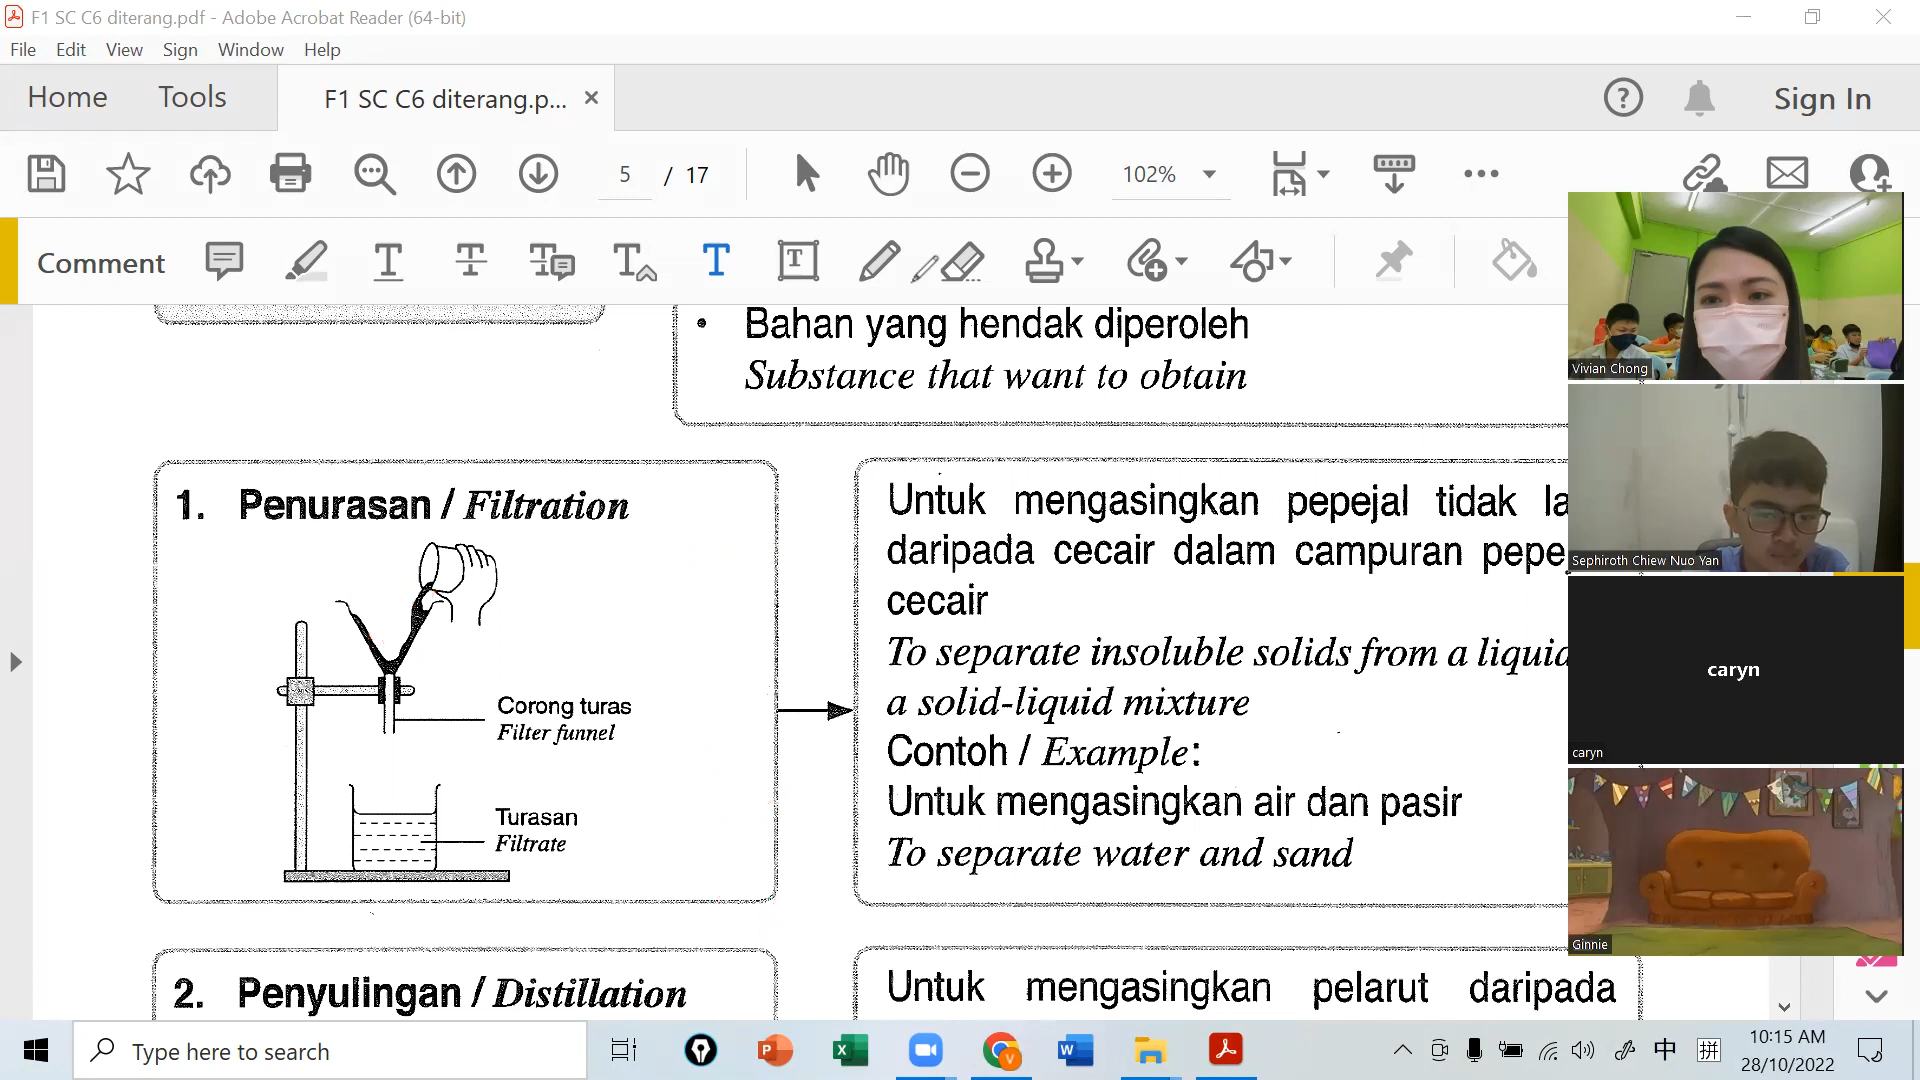 F1 SC C6 diterang.pdf - Adobe Acrobat Reader (64-bit)
File Edit View Sign Window Help
Home Tools F1 SC C6 diterang.p... Sign In
5 / 17 102%
Comment
Bahan yang hendak diperoleh
Substance that want to obtain
1. Penurasan / Filtration
Corong turas
Filter funnel
Turasan
Filtrate
Untuk mengasingkan pepejal tidak la
daripada cecair dalam campuran pepej
cecair
To separate insoluble solids from a liquid
a solid-liquid mixture
Contoh / Example:
Untuk mengasingkan air dan pasir
To separate water and sand
2. Penyulingan / Distillation
Untuk mengasingkan pelarut daripada
Vivian Chong
Sephiroth Chiew Nuo Yan
caryn
caryn
Ginnie
Type here to search
中 拼
10:15 AM
28/10/2022